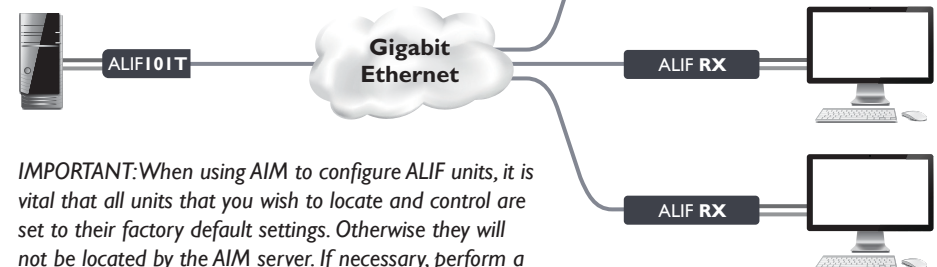 ALIF101T
Gigabit
Ethernet
ALIF RX
ALIF RX
IMPORTANT: When using AIM to configure ALIF units, it is
vital that all units that you wish to locate and control are
set to their factory default settings. Otherwise they will
not be located by the AIM server. If necessary, perform a